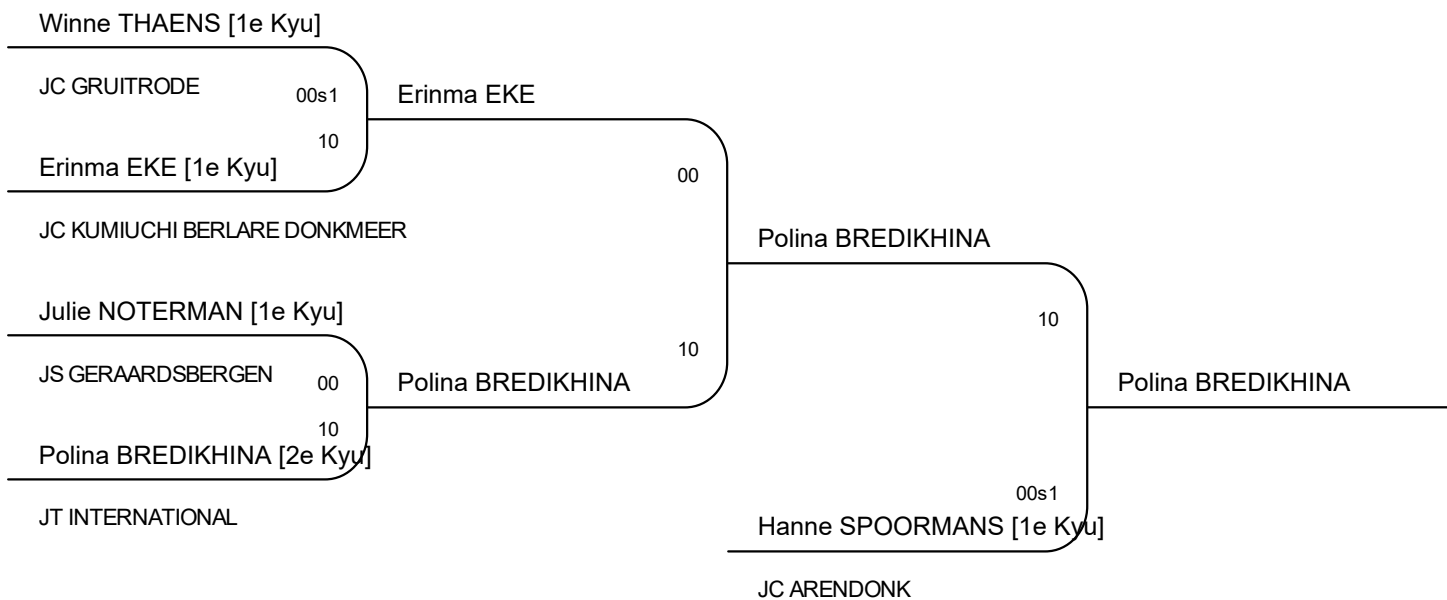 Winne THAENS [1e Kyu]
JC GRUITRODE
00s1
10
Erinma EKE [1e Kyu]
JC KUMIUCHI BERLARE DONKMEER
Julie NOTERMAN [1e Kyu]
JS GERAARDSBERGEN
00
10
Polina BREDIKHINA [2e Kyu]
JT INTERNATIONAL
Erinma EKE
00
10
Polina BREDIKHINA
Polina BREDIKHINA
10
00s1
Hanne SPOORMANS [1e Kyu]
JC ARENDONK
Polina BREDIKHINA